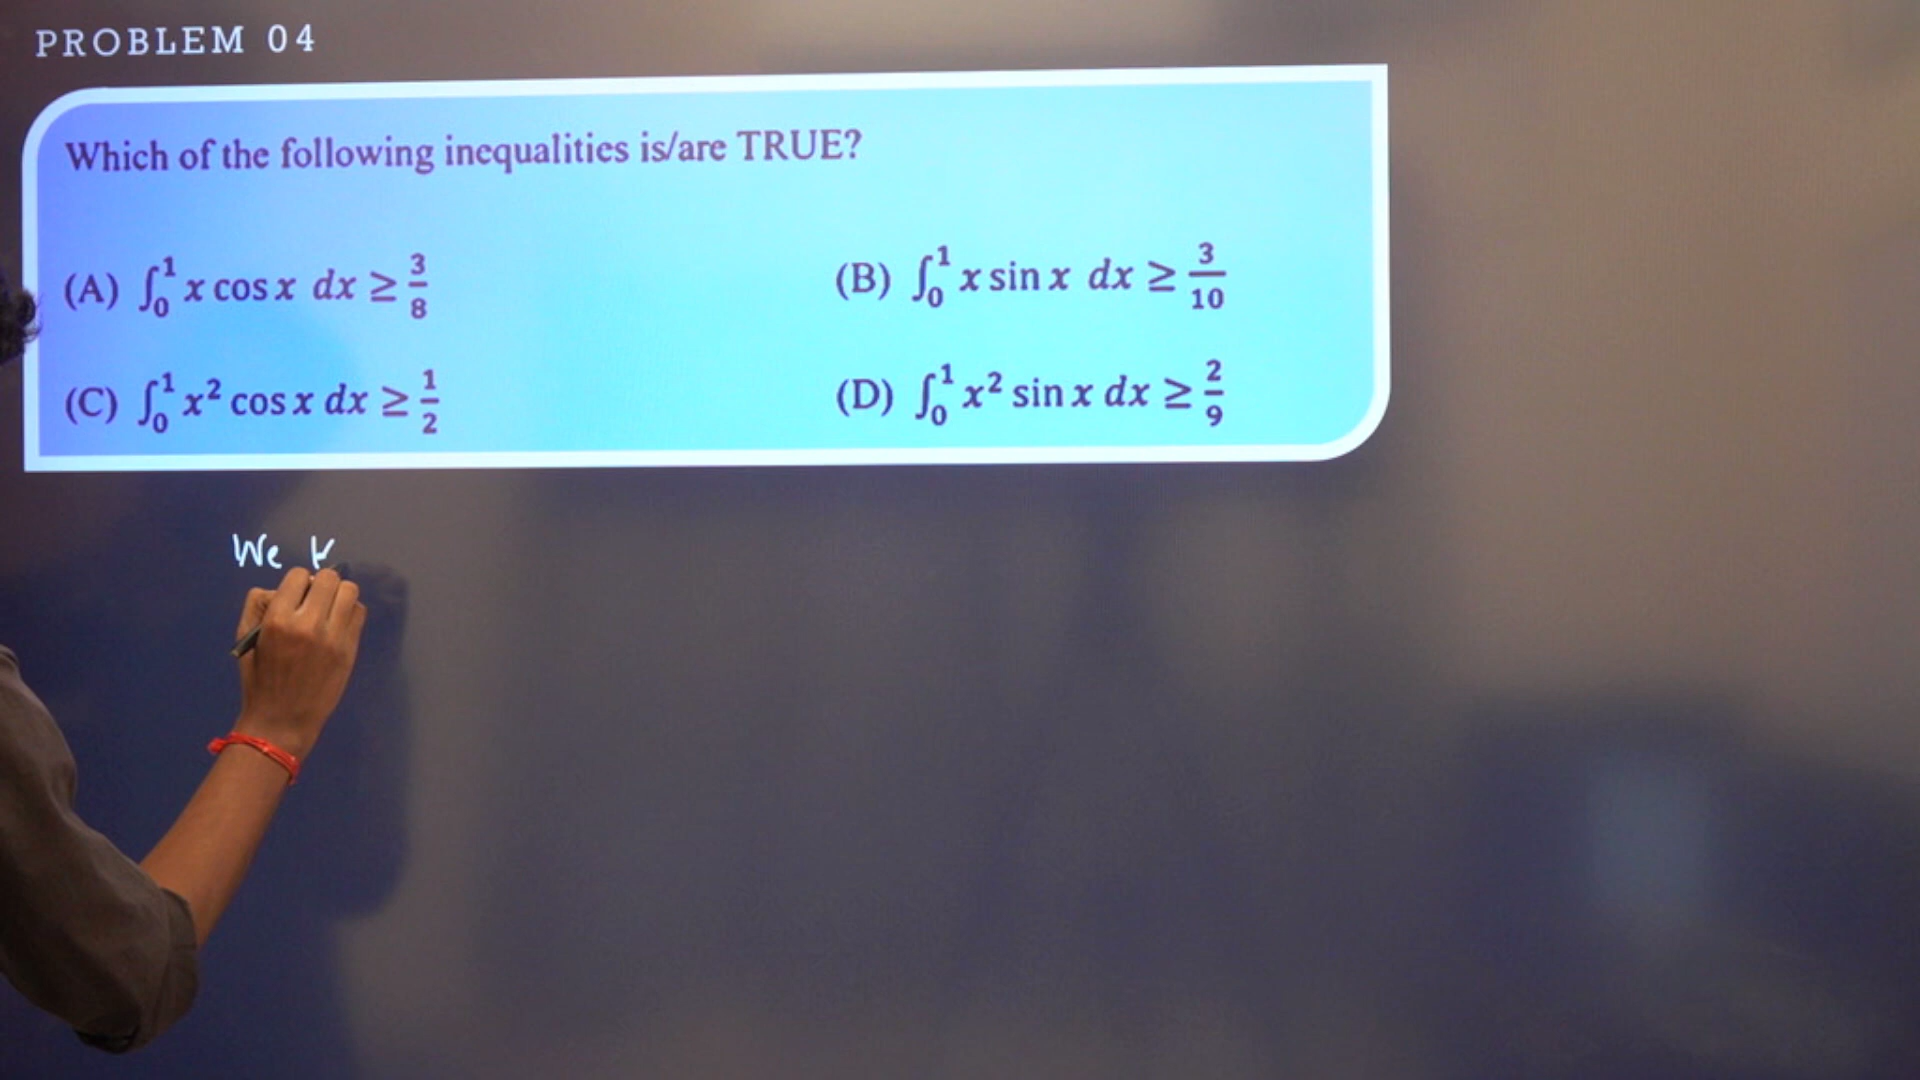 PROBLEM 04
Which of the following inequalities is/are TRUE?
(A) ∫₀¹ x cos x dx ≥ 3/8
(B) ∫₀¹ x sin x dx ≥ 3/10
(C) ∫₀¹ x² cos x dx ≥ 1/2
(D) ∫₀¹ x² sin x dx ≥ 2/9
We